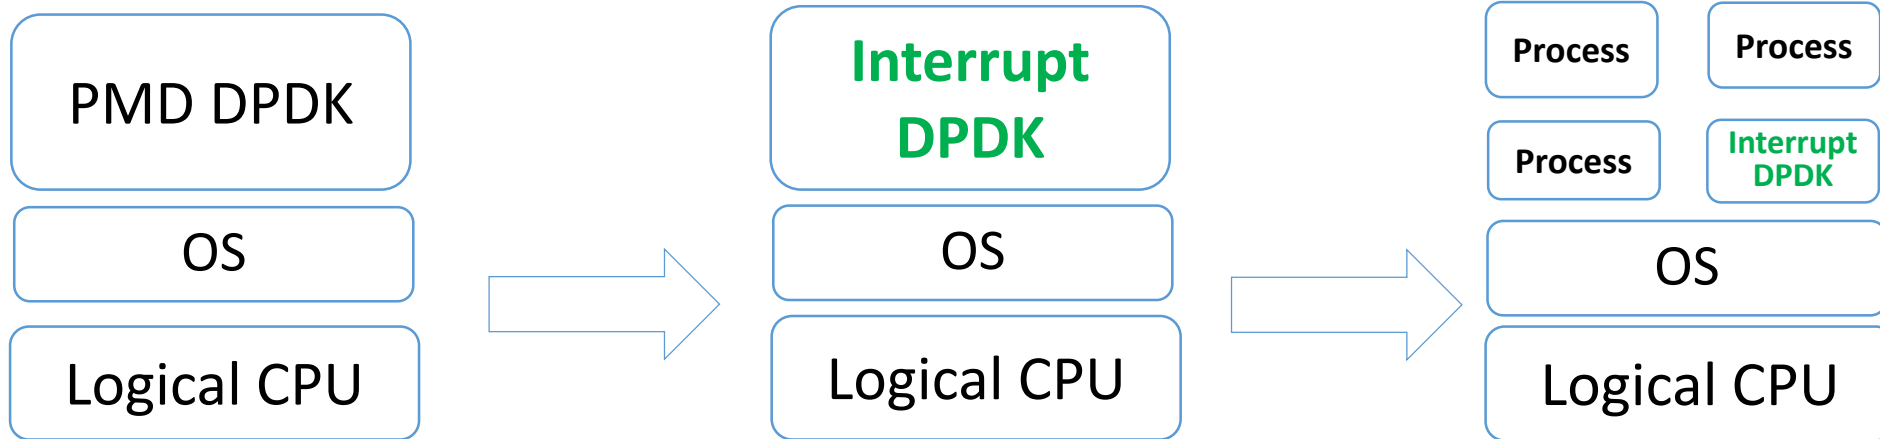 PMD DPDK
OS
Logical CPU
Interrupt
DPDK
OS
Logical CPU
Process
Process
Process
Interrupt
DPDK
OS
Logical CPU